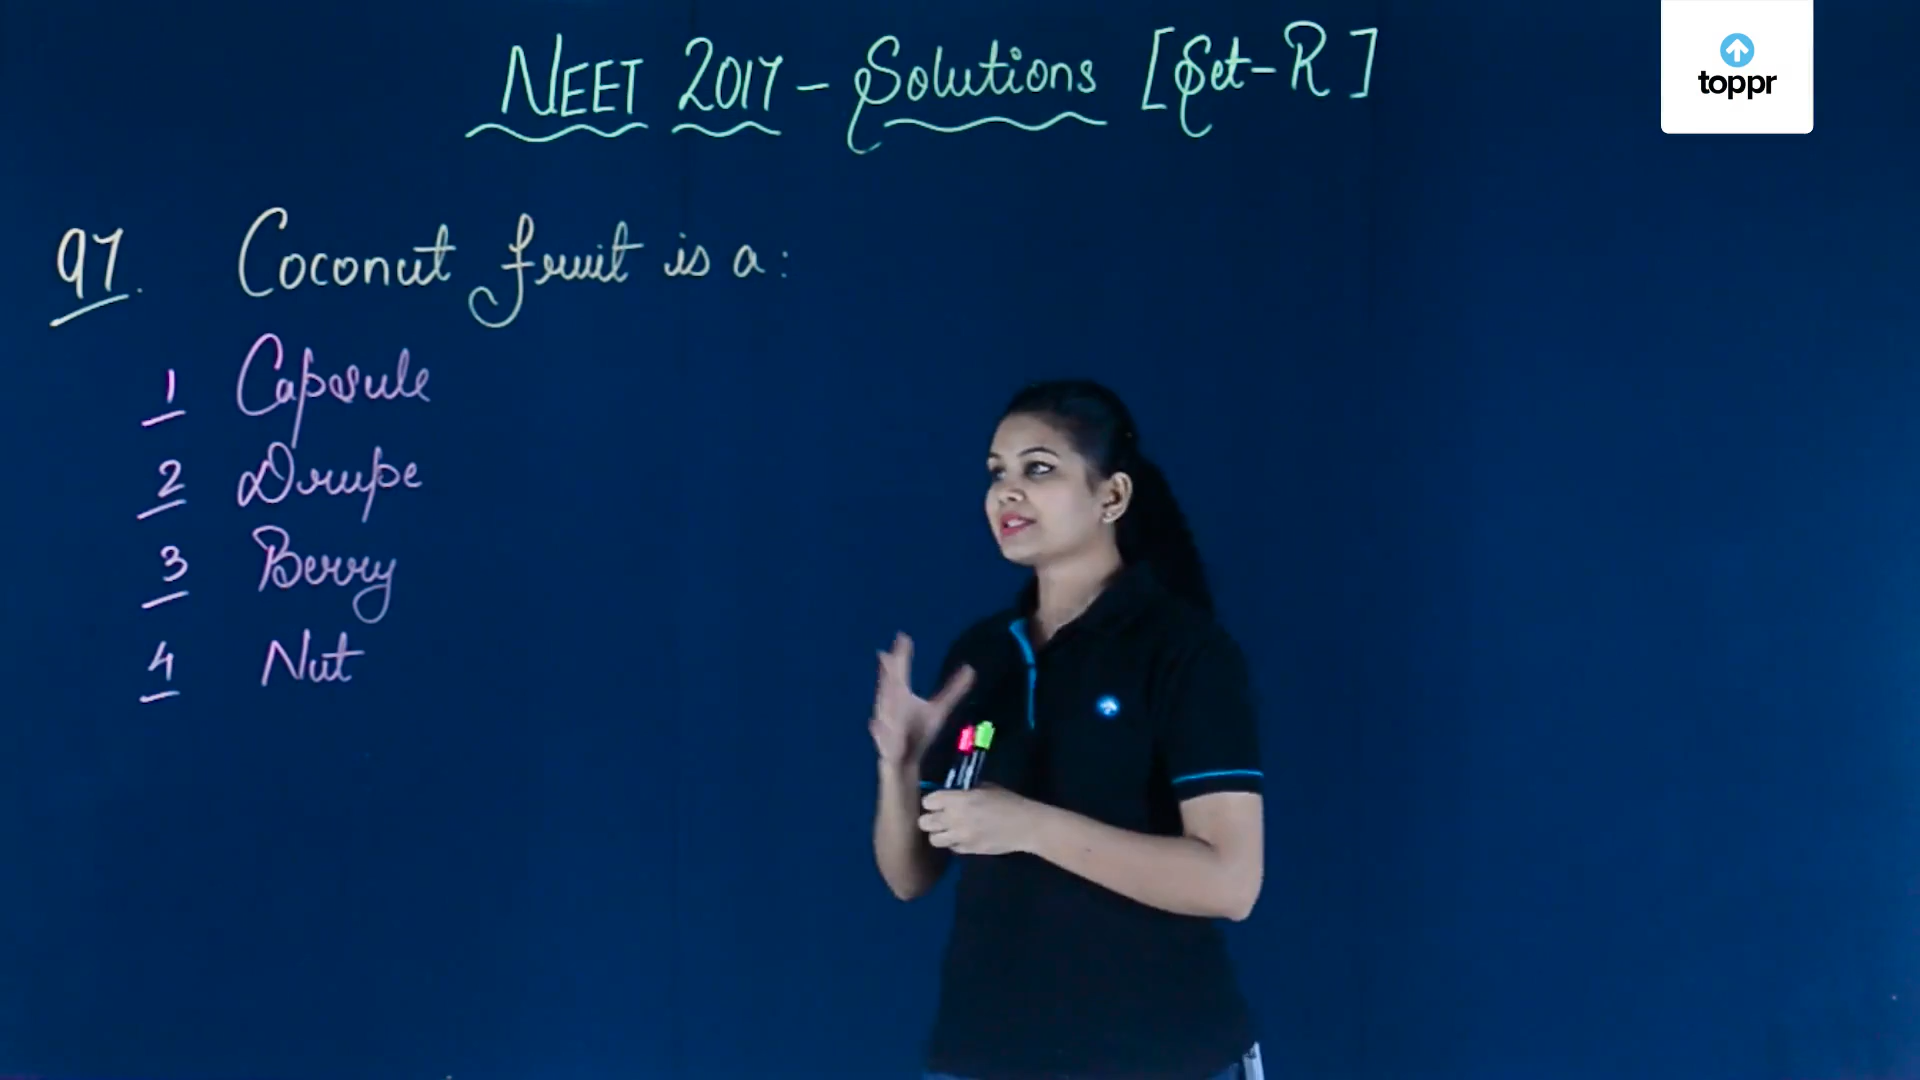 NEET 2017 - Solutions [Set-R]
toppr
97. Coconut fruit is a:
1 Capsule
2 Drupe
3 Berry
4 Nut